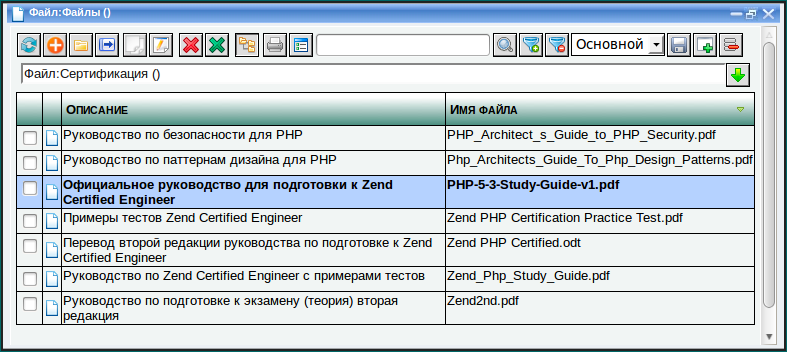 Файл:Файлы ()
Основной
Файл:Сертификация ()
Описание Имя файла
Руководство по безопасности для PHP PHP_Architect_s_Guide_to_PHP_Security.pdf
Руководство по паттернам дизайна для PHP Php_Architects_Guide_To_Php_Design_Patterns.pdf
Официальное руководство для подготовки к Zend PHP-5-3-Study-Guide-v1.pdf
Certified Engineer
Примеры тестов Zend Certified Engineer Zend PHP Certification Practice Test.pdf
Перевод второй редакции руководства по подготовке к Zend Zend PHP Certified.odt
Certified Engineer
Руководство по Zend Certified Engineer с примерами тестов Zend_Php_Study_Guide.pdf
Руководство по подготовке к экзамену (теория) вторая Zend2nd.pdf
редакция